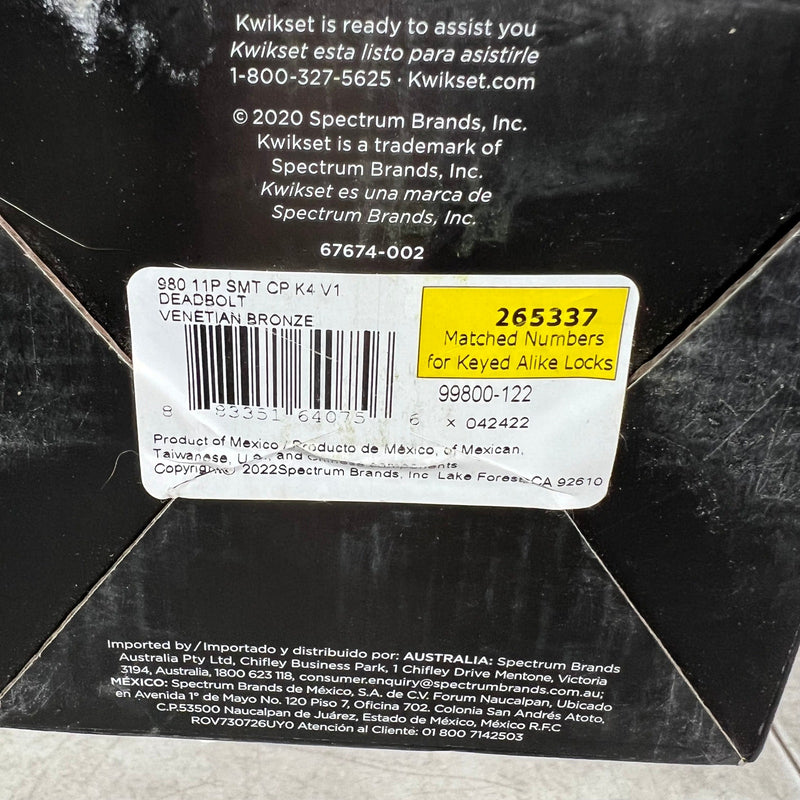 Kwikset is ready to assist you
Kwikset esta listo para asistirle
1-800-327-5625 · Kwikset.com
© 2020 Spectrum Brands, Inc.
Kwikset is a trademark of
Spectrum Brands, Inc.
Kwikset es una marca de
Spectrum Brands, Inc.
67674-002
980 11P SMT CP K4 V1
DEADBOLT
VENETIAN BRONZE
265337
Matched Numbers
for Keyed Alike Locks
99800-122
8 83351 64075 6 x 042422
Product of Mexico / Producto de México, of Mexican,
Taiwanese, U.S., and Chinese components
Copyright© 2022Spectrum Brands, Inc. Lake Forest, CA 92610
Imported by / Importado y distribuido por: AUSTRALIA: Spectrum Brands
Australia Pty Ltd, Chifley Business Park, 1 Chifley Drive Mentone, Victoria
3194, Australia, 1800 623 118, consumer.enquiry@spectrumbrands.com.au;
MÉXICO: Spectrum Brands de México, S.A. de C.V. Forum Naucalpan, Ubicado
en Avenida 1º de Mayo No. 120 Piso 7, Oficina 702. Colonia San Andrés Atoto.
C.P.53500 Naucalpan de Juárez, Estado de México, México R.F.C
ROV730726UY0 Atención al Cliente: 01 800 7142503